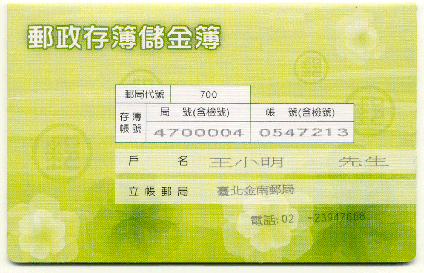 郵政存簿儲金簿
郵局代號 700
存簿帳號 局 號(含檢號) 帳 號(含檢號)
4700004 0547213
戶 名 王小明 先生
立帳郵局 臺北金南郵局
電話: 02 -23947668